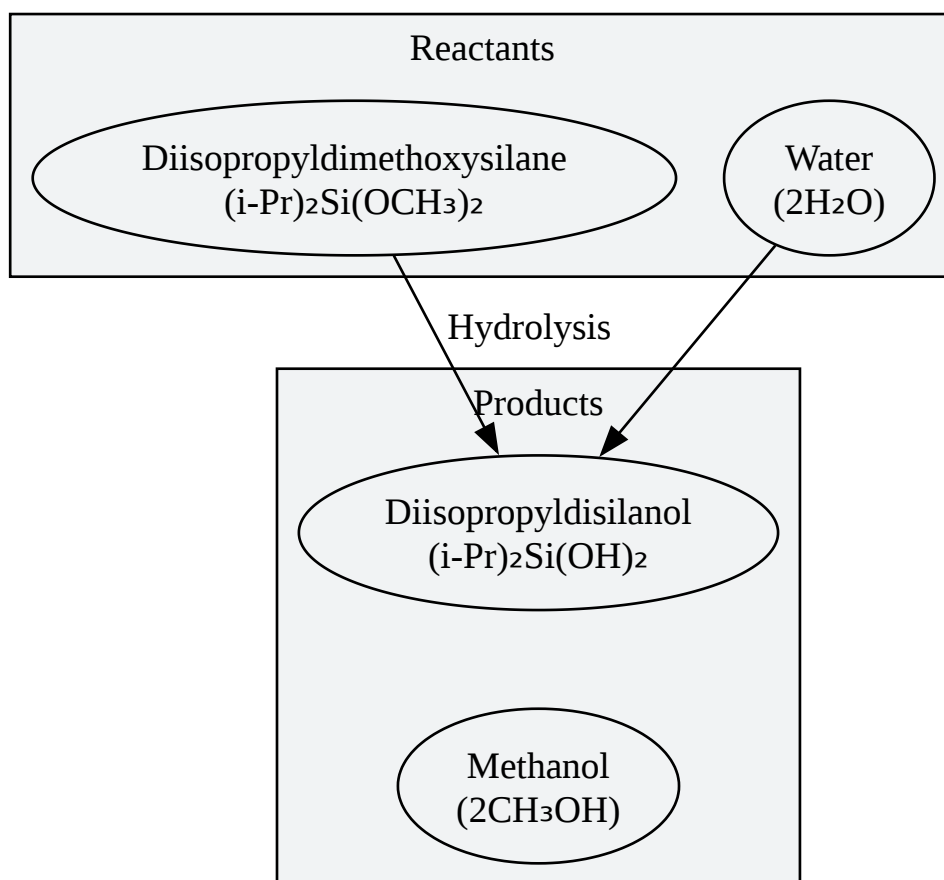 Reactants
Diisopropyldimethoxysilane
(i-Pr)₂Si(OCH₃)₂
Water
(2H₂O)
Hydrolysis
Products
Diisopropyldisilanol
(i-Pr)₂Si(OH)₂
Methanol
(2CH₃OH)